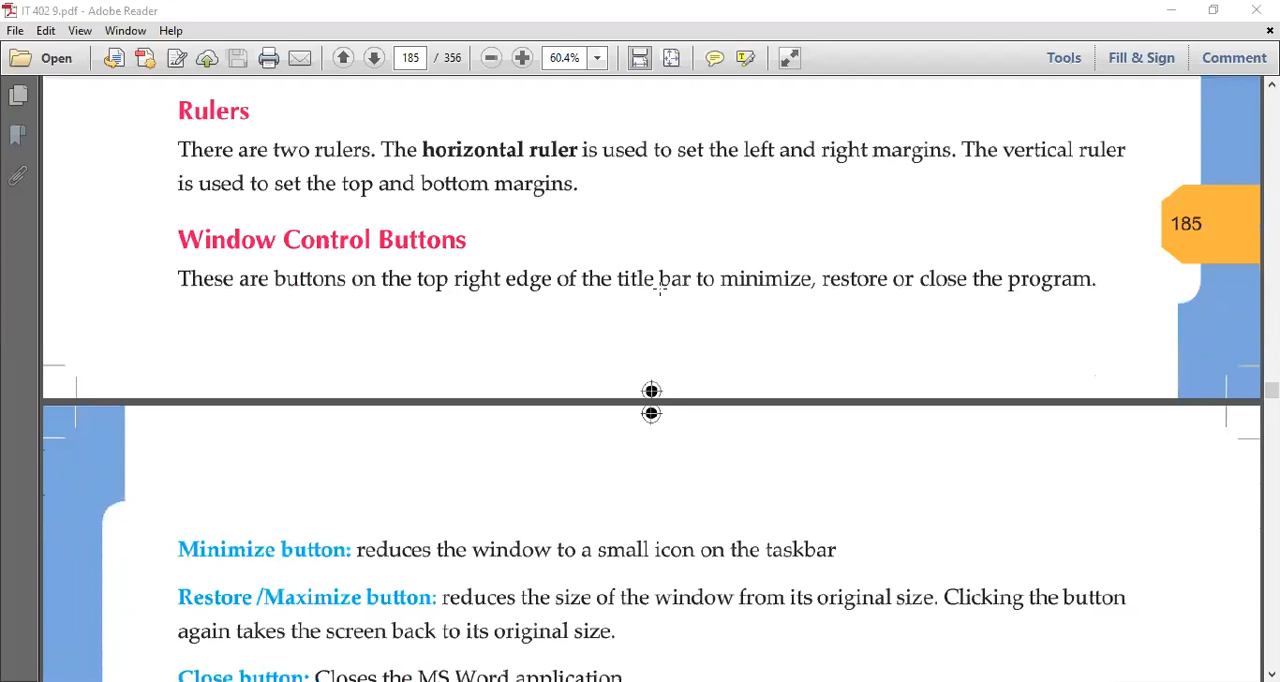 IT 402 9.pdf - Adobe Reader
File Edit View Window Help
Open 185 / 356 60.4% Tools Fill & Sign Comment
Rulers
There are two rulers. The horizontal ruler is used to set the left and right margins. The vertical ruler
is used to set the top and bottom margins.
185
Window Control Buttons
These are buttons on the top right edge of the title bar to minimize, restore or close the program.
Minimize button: reduces the window to a small icon on the taskbar
Restore /Maximize button: reduces the size of the window from its original size. Clicking the button
again takes the screen back to its original size.
Close button: Closes the MS Word application